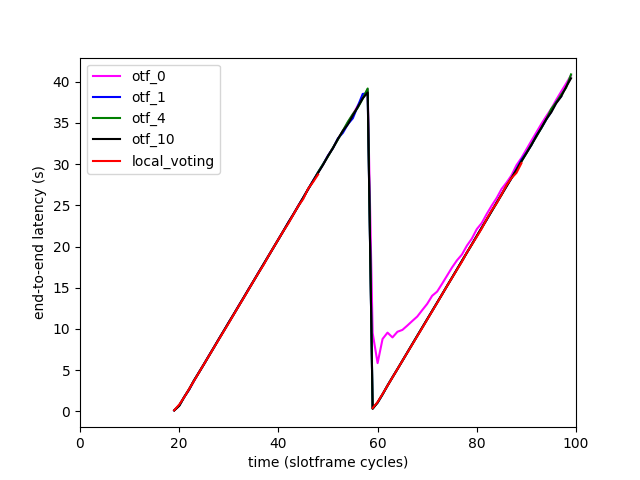 otf_0
otf_1
otf_4
otf_10
local_voting
end-to-end latency (s)
40
35
30
25
20
15
10
5
0
0 20 40 60 80 100
time (slotframe cycles)